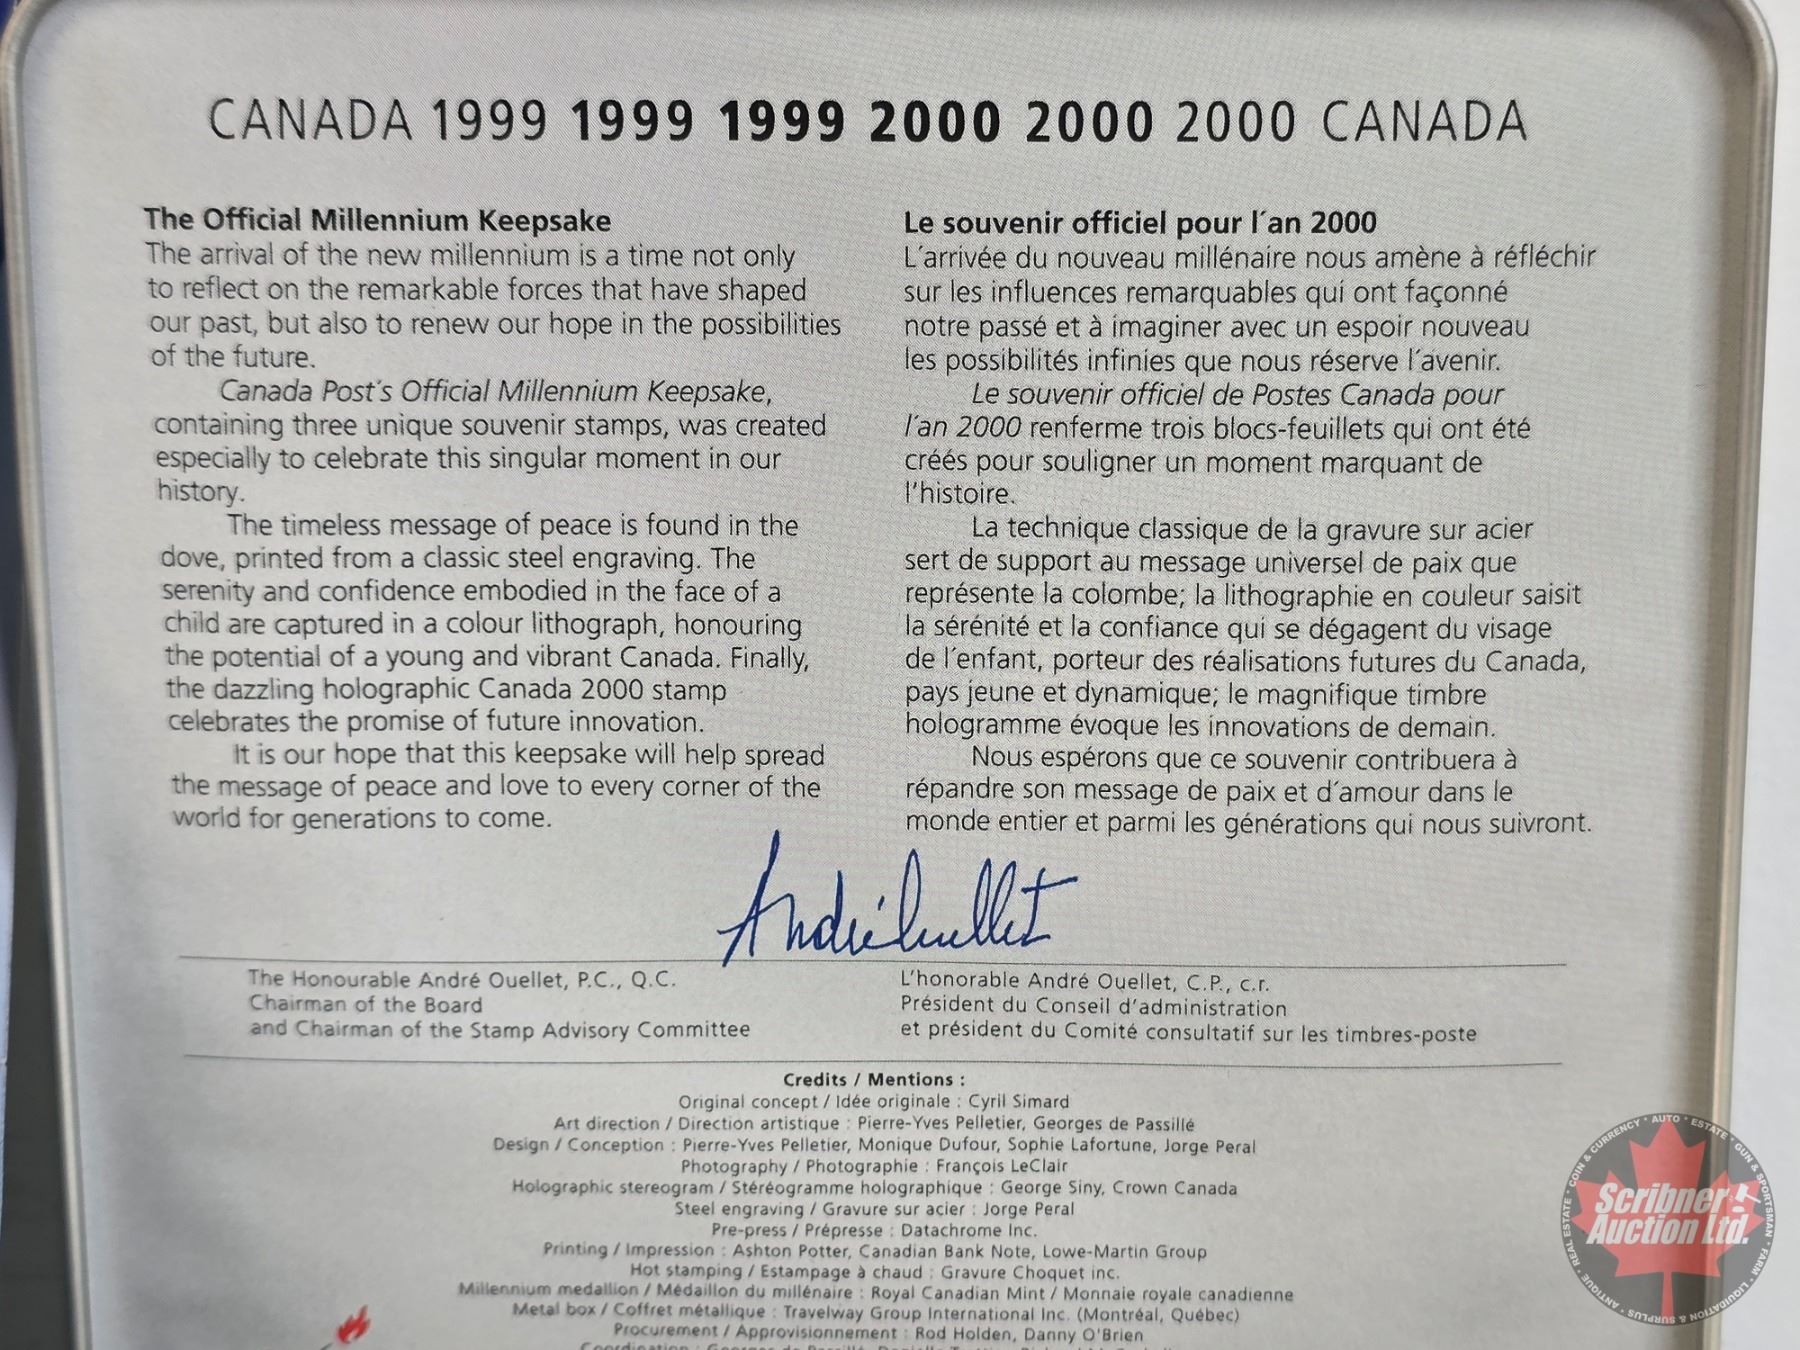 CANADA 1999 1999 1999 2000 2000 2000 CANADA
The Official Millennium Keepsake
The arrival of the new millennium is a time not only
to reflect on the remarkable forces that have shaped
our past, but also to renew our hope in the possibilities
of the future.
Canada Post's Official Millennium Keepsake,
containing three unique souvenir stamps, was created
especially to celebrate this singular moment in our
history.
The timeless message of peace is found in the
dove, printed from a classic steel engraving. The
serenity and confidence embodied in the face of a
child are captured in a colour lithograph, honouring
the potential of a young and vibrant Canada. Finally,
the dazzling holographic Canada 2000 stamp
celebrates the promise of future innovation.
It is our hope that this keepsake will help spread
the message of peace and love to every corner of the
world for generations to come.
Le souvenir officiel pour l'an 2000
L'arrivée du nouveau millénaire nous amène à réfléchir
sur les influences remarquables qui ont façonné
notre passé et à imaginer avec un espoir nouveau
les possibilités infinies que nous réserve l'avenir.
Le souvenir officiel de Postes Canada pour
l'an 2000 renferme trois blocs-feuillets qui ont été
créés pour souligner un moment marquant de
l'histoire.
La technique classique de la gravure sur acier
sert de support au message universel de paix que
représente la colombe; la lithographie en couleur saisit
la sérénité et la confiance qui se dégagent du visage
de l'enfant, porteur des réalisations futures du Canada,
pays jeune et dynamique; le magnifique timbre
hologramme évoque les innovations de demain.
Nous espérons que ce souvenir contribuera à
répandre son message de paix et d'amour dans le
monde entier et parmi les générations qui nous suivront.
André Ouellet
The Honourable André Ouellet, P.C., Q.C.
Chairman of the Board
and Chairman of the Stamp Advisory Committee
L'honorable André Ouellet, C.P., c.r.
Président du Conseil d'administration
et président du Comité consultatif sur les timbres-poste
Credits / Mentions :
Original concept / Idée originale : Cyril Simard
Art direction / Direction artistique : Pierre-Yves Pelletier, Georges de Passillé
Design / Conception : Pierre-Yves Pelletier, Monique Dufour, Sophie Lafortune, Jorge Peral
Photography / Photographie : François LeClair
Holographic stereogram / Stéréogramme holographique : George Siny, Crown Canada
Steel engraving / Gravure sur acier : Jorge Peral
Pre-press / Prépresse : Datachrome Inc.
Printing / Impression : Ashton Potter, Canadian Bank Note, Lowe-Martin Group
Hot stamping / Estampage à chaud : Gravure Choquet inc.
Millennium medallion / Médaillon du millénaire : Royal Canadian Mint / Monnaie royale canadienne
Metal box / Coffret métallique : Travelway Group International Inc. (Montréal, Québec)
Procurement / Approvisionnement : Rod Holden, Danny O'Brien
Scribner
Auction Ltd.
ANTIQUE · REAL ESTATE · COIN & CURRENCY · AUTO · ESTATE · GUN & SPORTSMAN · FARM · LIQUIDATION & SURPLUS